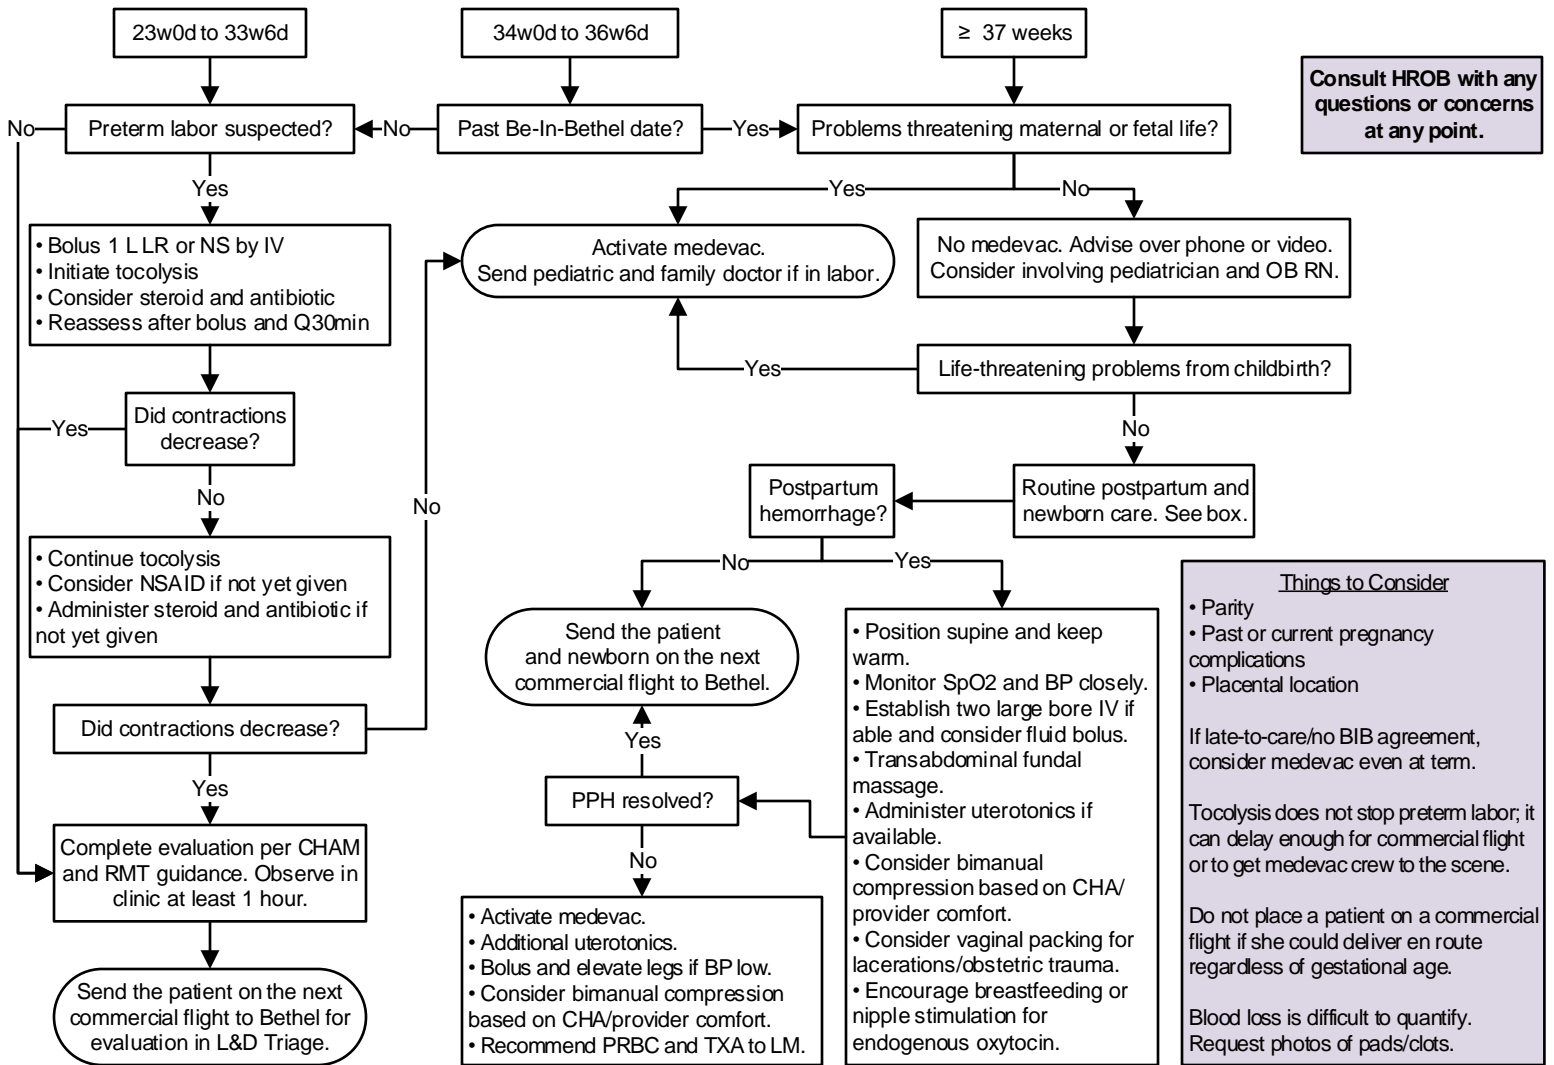 23w0d to 33w6d
34w0d to 36w6d
≥ 37 weeks
Consult HROB with any
questions or concerns
at any point.
No
Preterm labor suspected?
No
Past Be-In-Bethel date?
Yes
Problems threatening maternal or fetal life?
Yes
Yes
No
• Bolus 1 L LR or NS by IV
• Initiate tocolysis
• Consider steroid and antibiotic
• Reassess after bolus and Q30min
Activate medevac.
Send pediatric and family doctor if in labor.
No medevac. Advise over phone or video.
Consider involving pediatrician and OB RN.
Yes
Life-threatening problems from childbirth?
Did contractions
decrease?
Yes
No
No
No
Postpartum
hemorrhage?
Routine postpartum and
newborn care. See box.
• Continue tocolysis
• Consider NSAID if not yet given
• Administer steroid and antibiotic if
not yet given
No
Yes
Send the patient
and newborn on the next
commercial flight to Bethel.
• Position supine and keep
warm.
• Monitor SpO2 and BP closely.
• Establish two large bore IV if
able and consider fluid bolus.
• Transabdominal fundal
massage.
• Administer uterotonics if
available.
• Consider bimanual
compression based on CHA/
provider comfort.
• Consider vaginal packing for
lacerations/obstetric trauma.
• Encourage breastfeeding or
nipple stimulation for
endogenous oxytocin.
Did contractions decrease?
Yes
Yes
PPH resolved?
No
Complete evaluation per CHAM
and RMT guidance. Observe in
clinic at least 1 hour.
• Activate medevac.
• Additional uterotonics.
• Bolus and elevate legs if BP low.
• Consider bimanual compression
based on CHA/provider comfort.
• Recommend PRBC and TXA to LM.
Send the patient on the next
commercial flight to Bethel for
evaluation in L&D Triage.
Things to Consider
• Parity
• Past or current pregnancy
complications
• Placental location
If late-to-care/no BIB agreement,
consider medevac even at term.
Tocolysis does not stop preterm labor; it
can delay enough for commercial flight
or to get medevac crew to the scene.
Do not place a patient on a commercial
flight if she could deliver en route
regardless of gestational age.
Blood loss is difficult to quantify.
Request photos of pads/clots.